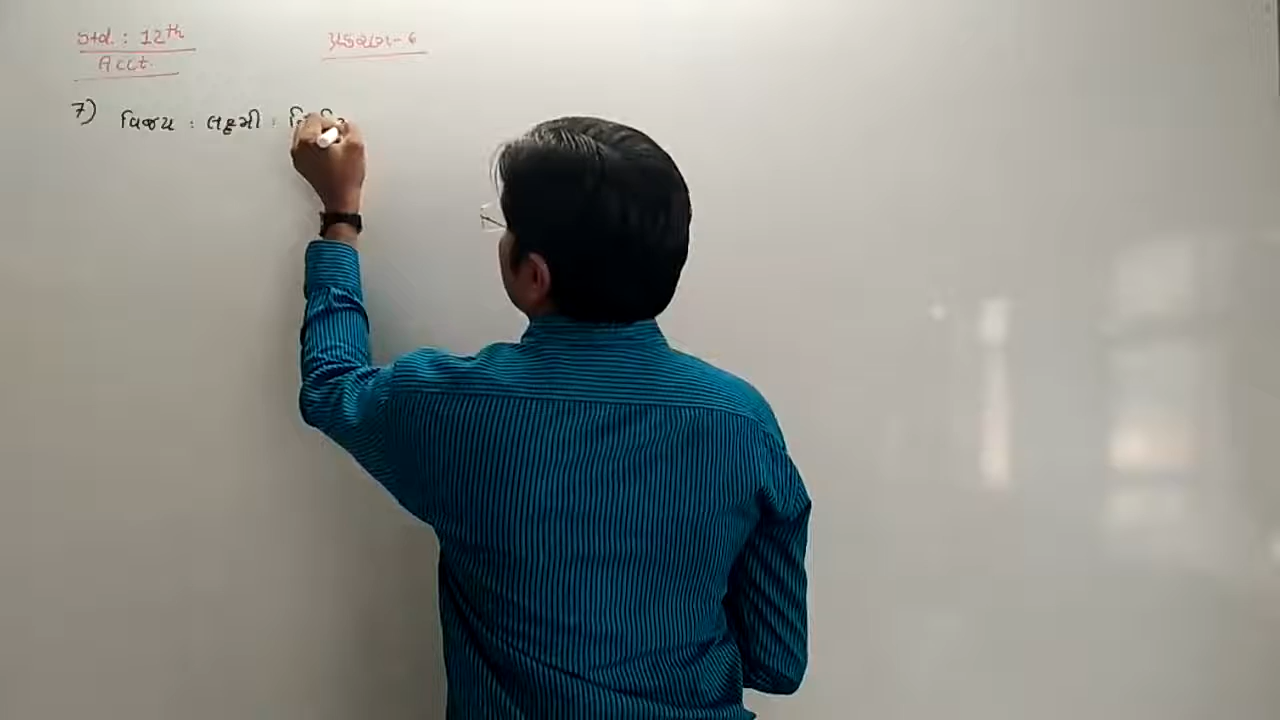 Std. : 12th
Acct.
પ્રકરણ-6
7) વિજય : લક્ષ્મી :